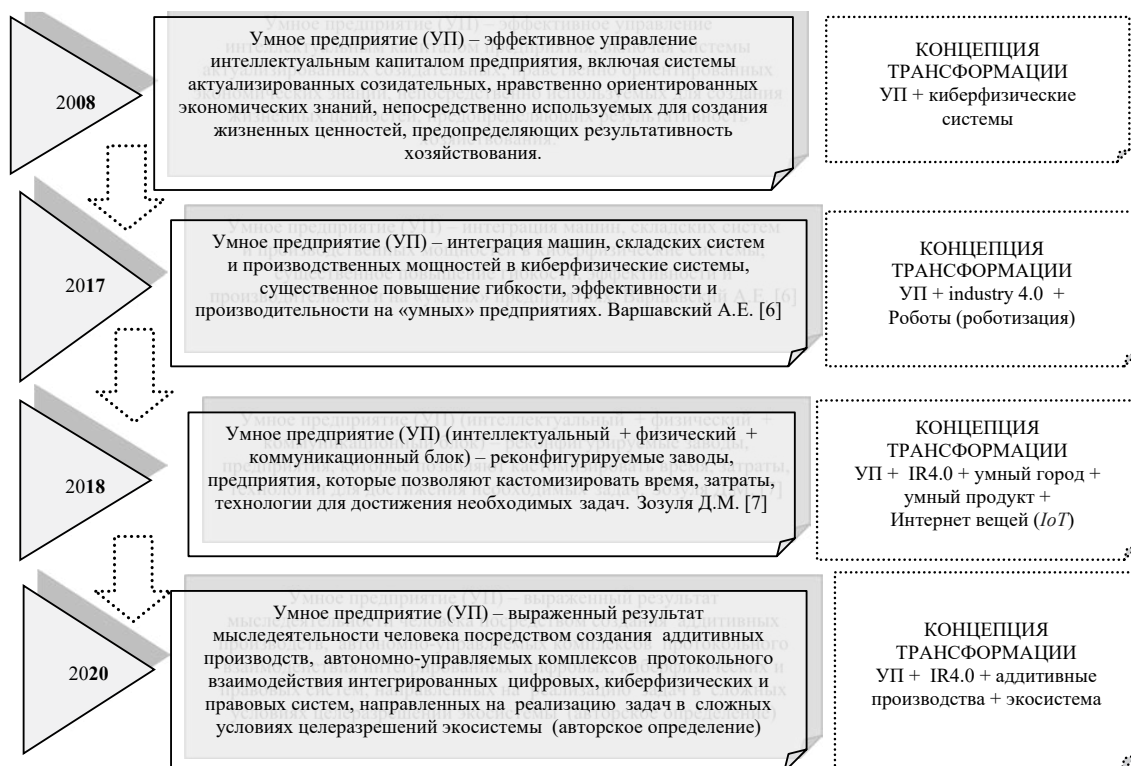 2008
Умное предприятие (УП) – эффективное управление
интеллектуальным капиталом предприятия, включая системы
актуализированных созидательных, нравственно ориентированных
экономических знаний, непосредственно используемых для создания
жизненных ценностей, предопределяющих результативность
хозяйствования.
КОНЦЕПЦИЯ
ТРАНСФОРМАЦИИ
УП + киберфизические
системы
2017
Умное предприятие (УП) – интеграция машин, складских систем
и производственных мощностей в киберфизические системы,
существенное повышение гибкости, эффективности и
производительности на «умных» предприятиях. Варшавский А.Е. [6]
КОНЦЕПЦИЯ
ТРАНСФОРМАЦИИ
УП + industry 4.0 +
Роботы (роботизация)
2018
Умное предприятие (УП) (интеллектуальный + физический +
коммуникационный блок) – реконфигурируемые заводы,
предприятия, которые позволяют кастомизировать время, затраты,
технологии для достижения необходимых задач. Зозуля Д.М. [7]
КОНЦЕПЦИЯ
ТРАНСФОРМАЦИИ
УП + IR4.0 + умный город +
умный продукт +
Интернет вещей (IoT)
2020
Умное предприятие (УП) – выраженный результат
мыследеятельности человека посредством создания аддитивных
производств, автономно-управляемых комплексов протокольного
взаимодействия интегрированных цифровых, киберфизических и
правовых систем, направленных на реализацию задач в сложных
условиях целеразрешений экосистемы (авторское определение)
КОНЦЕПЦИЯ
ТРАНСФОРМАЦИИ
УП + IR4.0 + аддитивные
производства + экосистема